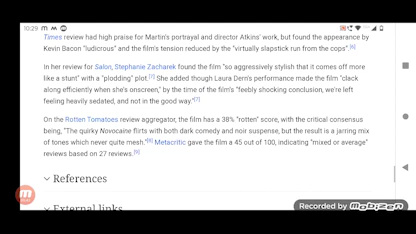 10:29
Times review had high praise for Martin's portrayal and director Atkins' work, but found the appearance by
Kevin Bacon "ludicrous" and the film's tension reduced by the "virtually slapstick run from the cops".[6]
In her review for Salon, Stephanie Zacharek found the film "so aggressively stylish that it comes off more
like a stunt" with a "plodding" plot.[7] She added though Laura Dern's performance made the film "clack
along efficiently when she's onscreen," by the time of the film's "feebly shocking conclusion, we're left
feeling heavily sedated, and not in the good way."[7]
On the Rotten Tomatoes review aggregator, the film has a 38% "rotten" score, with the critical consensus
being, "The quirky Novocaine flirts with both dark comedy and noir suspense, but the result is a jarring mix
of tones which never quite mesh."[8] Metacritic gave the film a 45 out of 100, indicating "mixed or average"
reviews based on 27 reviews.[9]
References
External links
Recorded by MOBIZEN